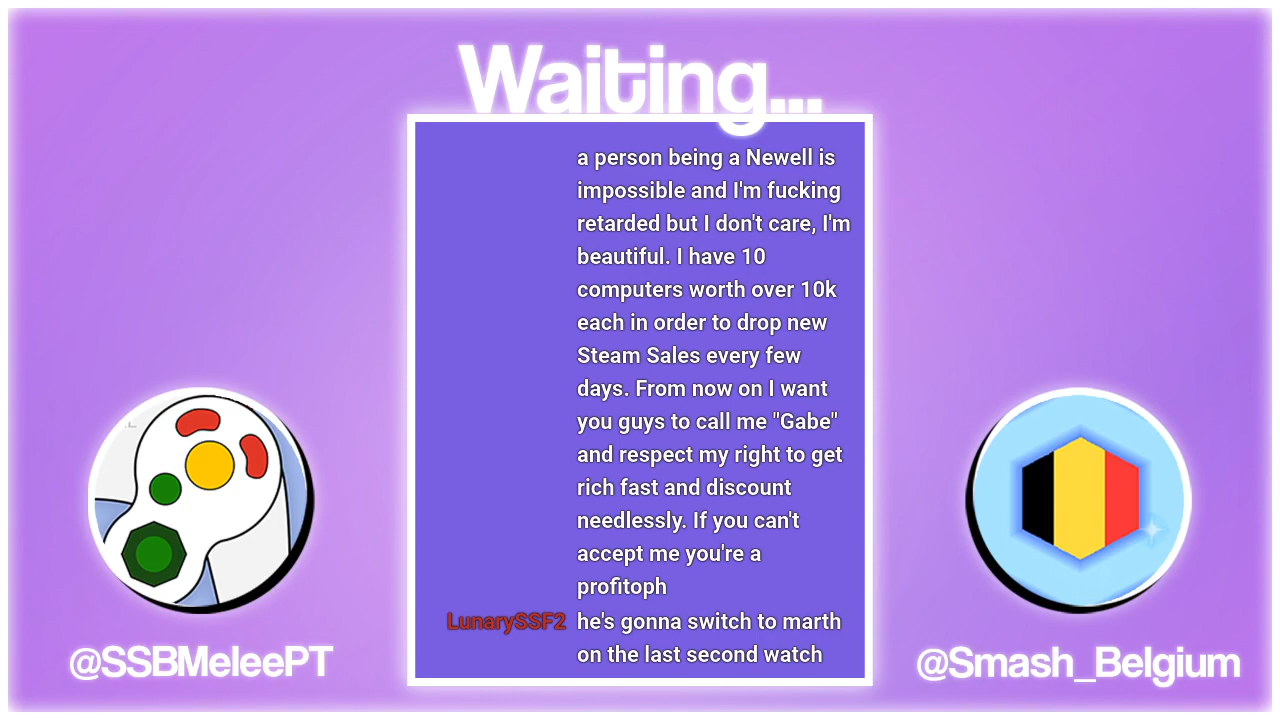 Waiting...
a person being a Newell is
impossible and I'm fucking
retarded but I don't care, I'm
beautiful. I have 10
computers worth over 10k
each in order to drop new
Steam Sales every few
days. From now on I want
you guys to call me "Gabe"
and respect my right to get
rich fast and discount
needlessly. If you can't
accept me you're a
profitoph
LunarySSF2 he's gonna switch to marth
on the last second watch
@SSBMeleePT
@Smash_Belgium